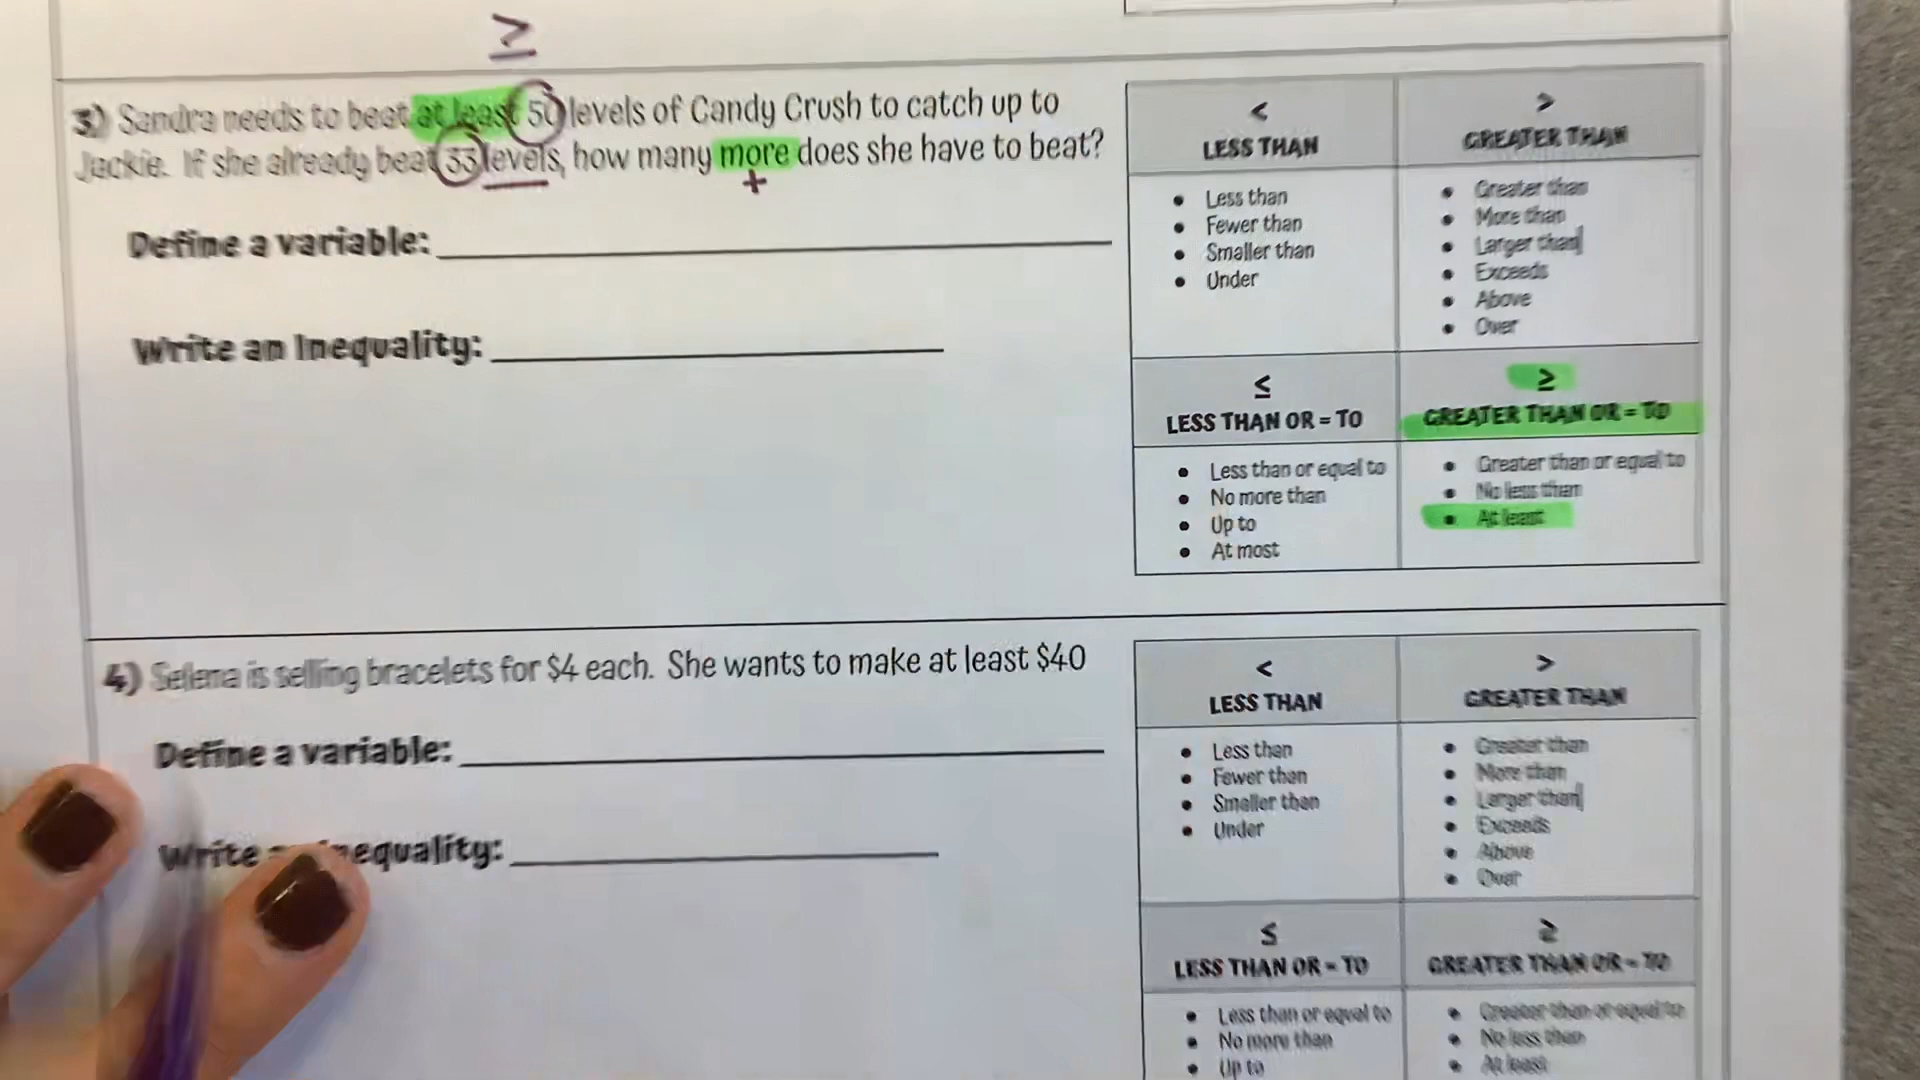 ≥
3) Sandra needs to beat at least 50 levels of Candy Crush to catch up to
Jackie. If she already beat 33 levels, how many more does she have to beat?
+
Define a variable:
Write an Inequality:
<
LESS THAN
• Less than
• Fewer than
• Smaller than
• Under
>
GREATER THAN
• Greater than
• More than
• Larger than
• Exceeds
• Above
• Over
≤
LESS THAN OR = TO
• Less than or equal to
• No more than
• Up to
• At most
≥
GREATER THAN OR = TO
• Greater than or equal to
• No less than
• At least
4) Selena is selling bracelets for $4 each. She wants to make at least $40
Define a variable:
Write inequality:
<
LESS THAN
• Less than
• Fewer than
• Smaller than
• Under
>
GREATER THAN
• Greater than
• More than
• Larger than
• Exceeds
• Above
• Over
≤
LESS THAN OR = TO
• Less than or equal to
• No more than
• Up to
≥
GREATER THAN OR = TO
• Greater than or equal to
• No less than
• At least